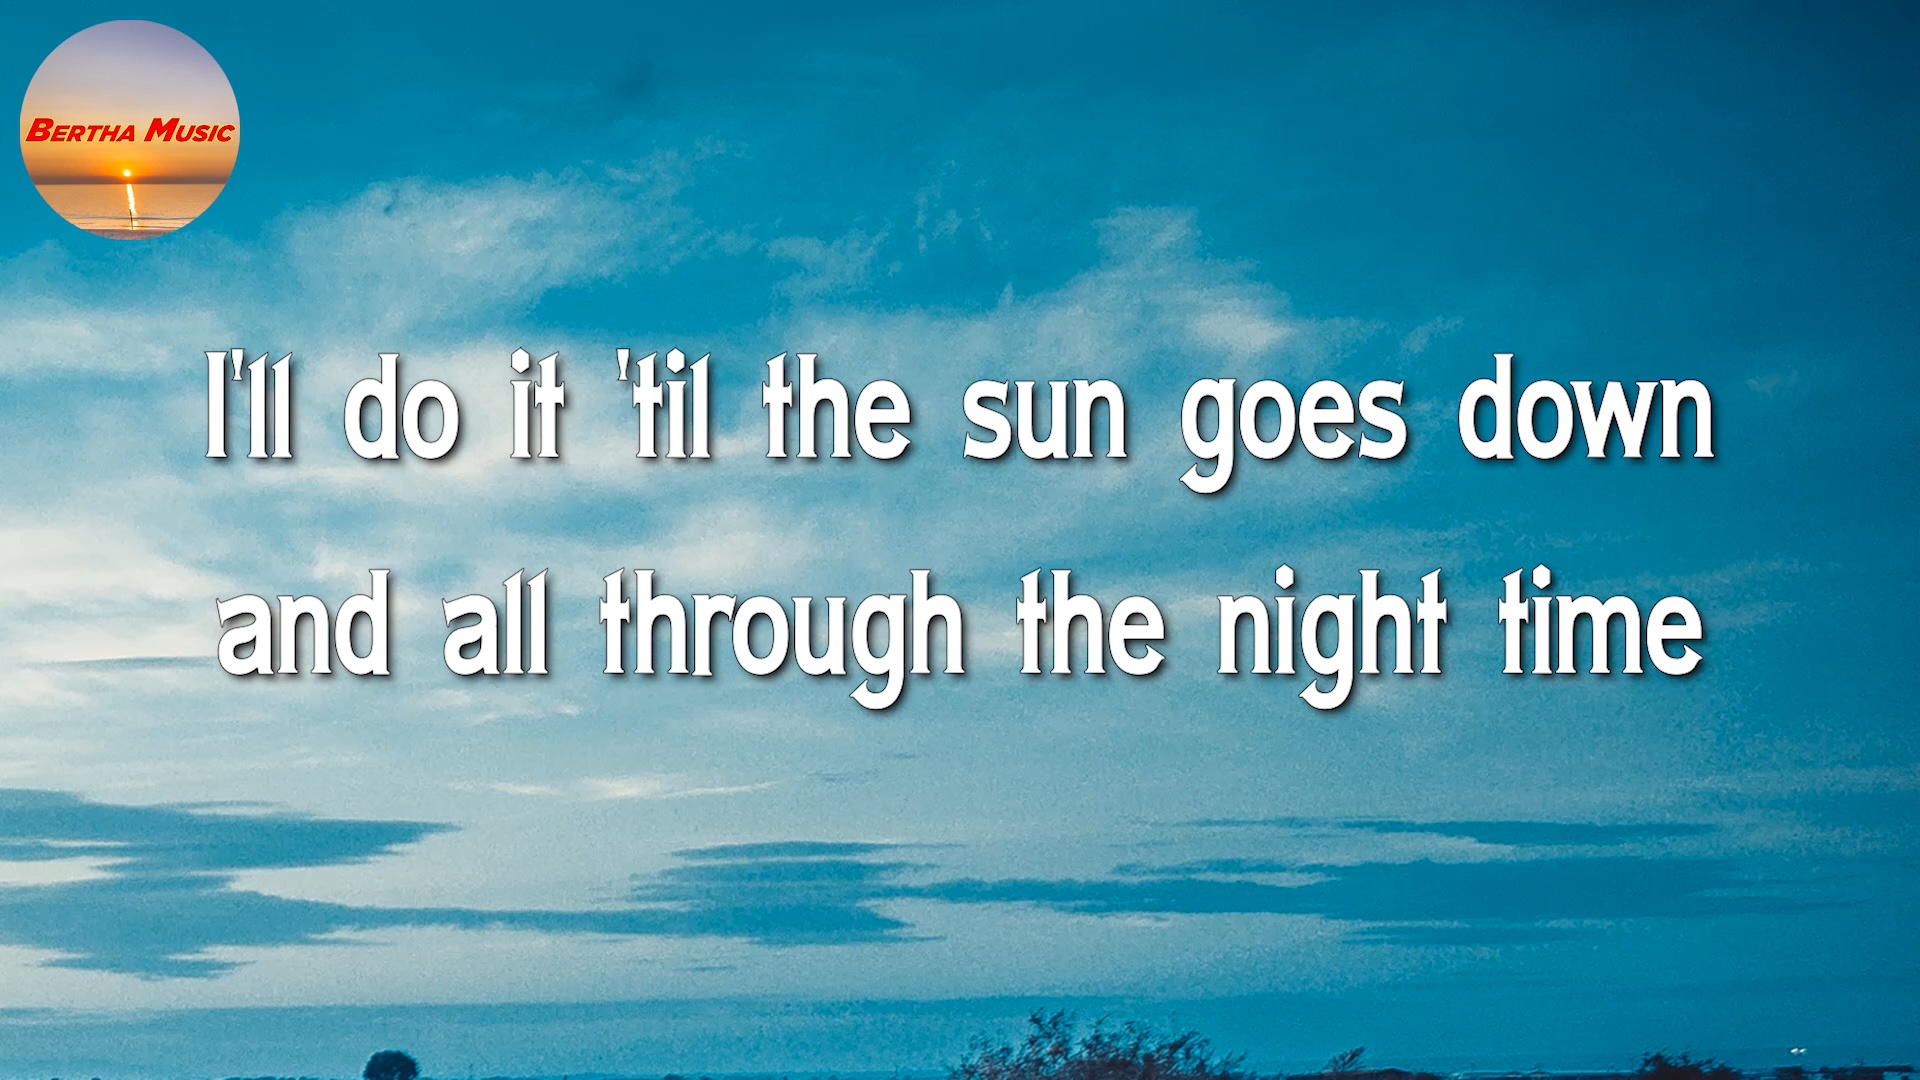 BERTHA MUSIC
I'll do it 'til the sun goes down
and all through the night time